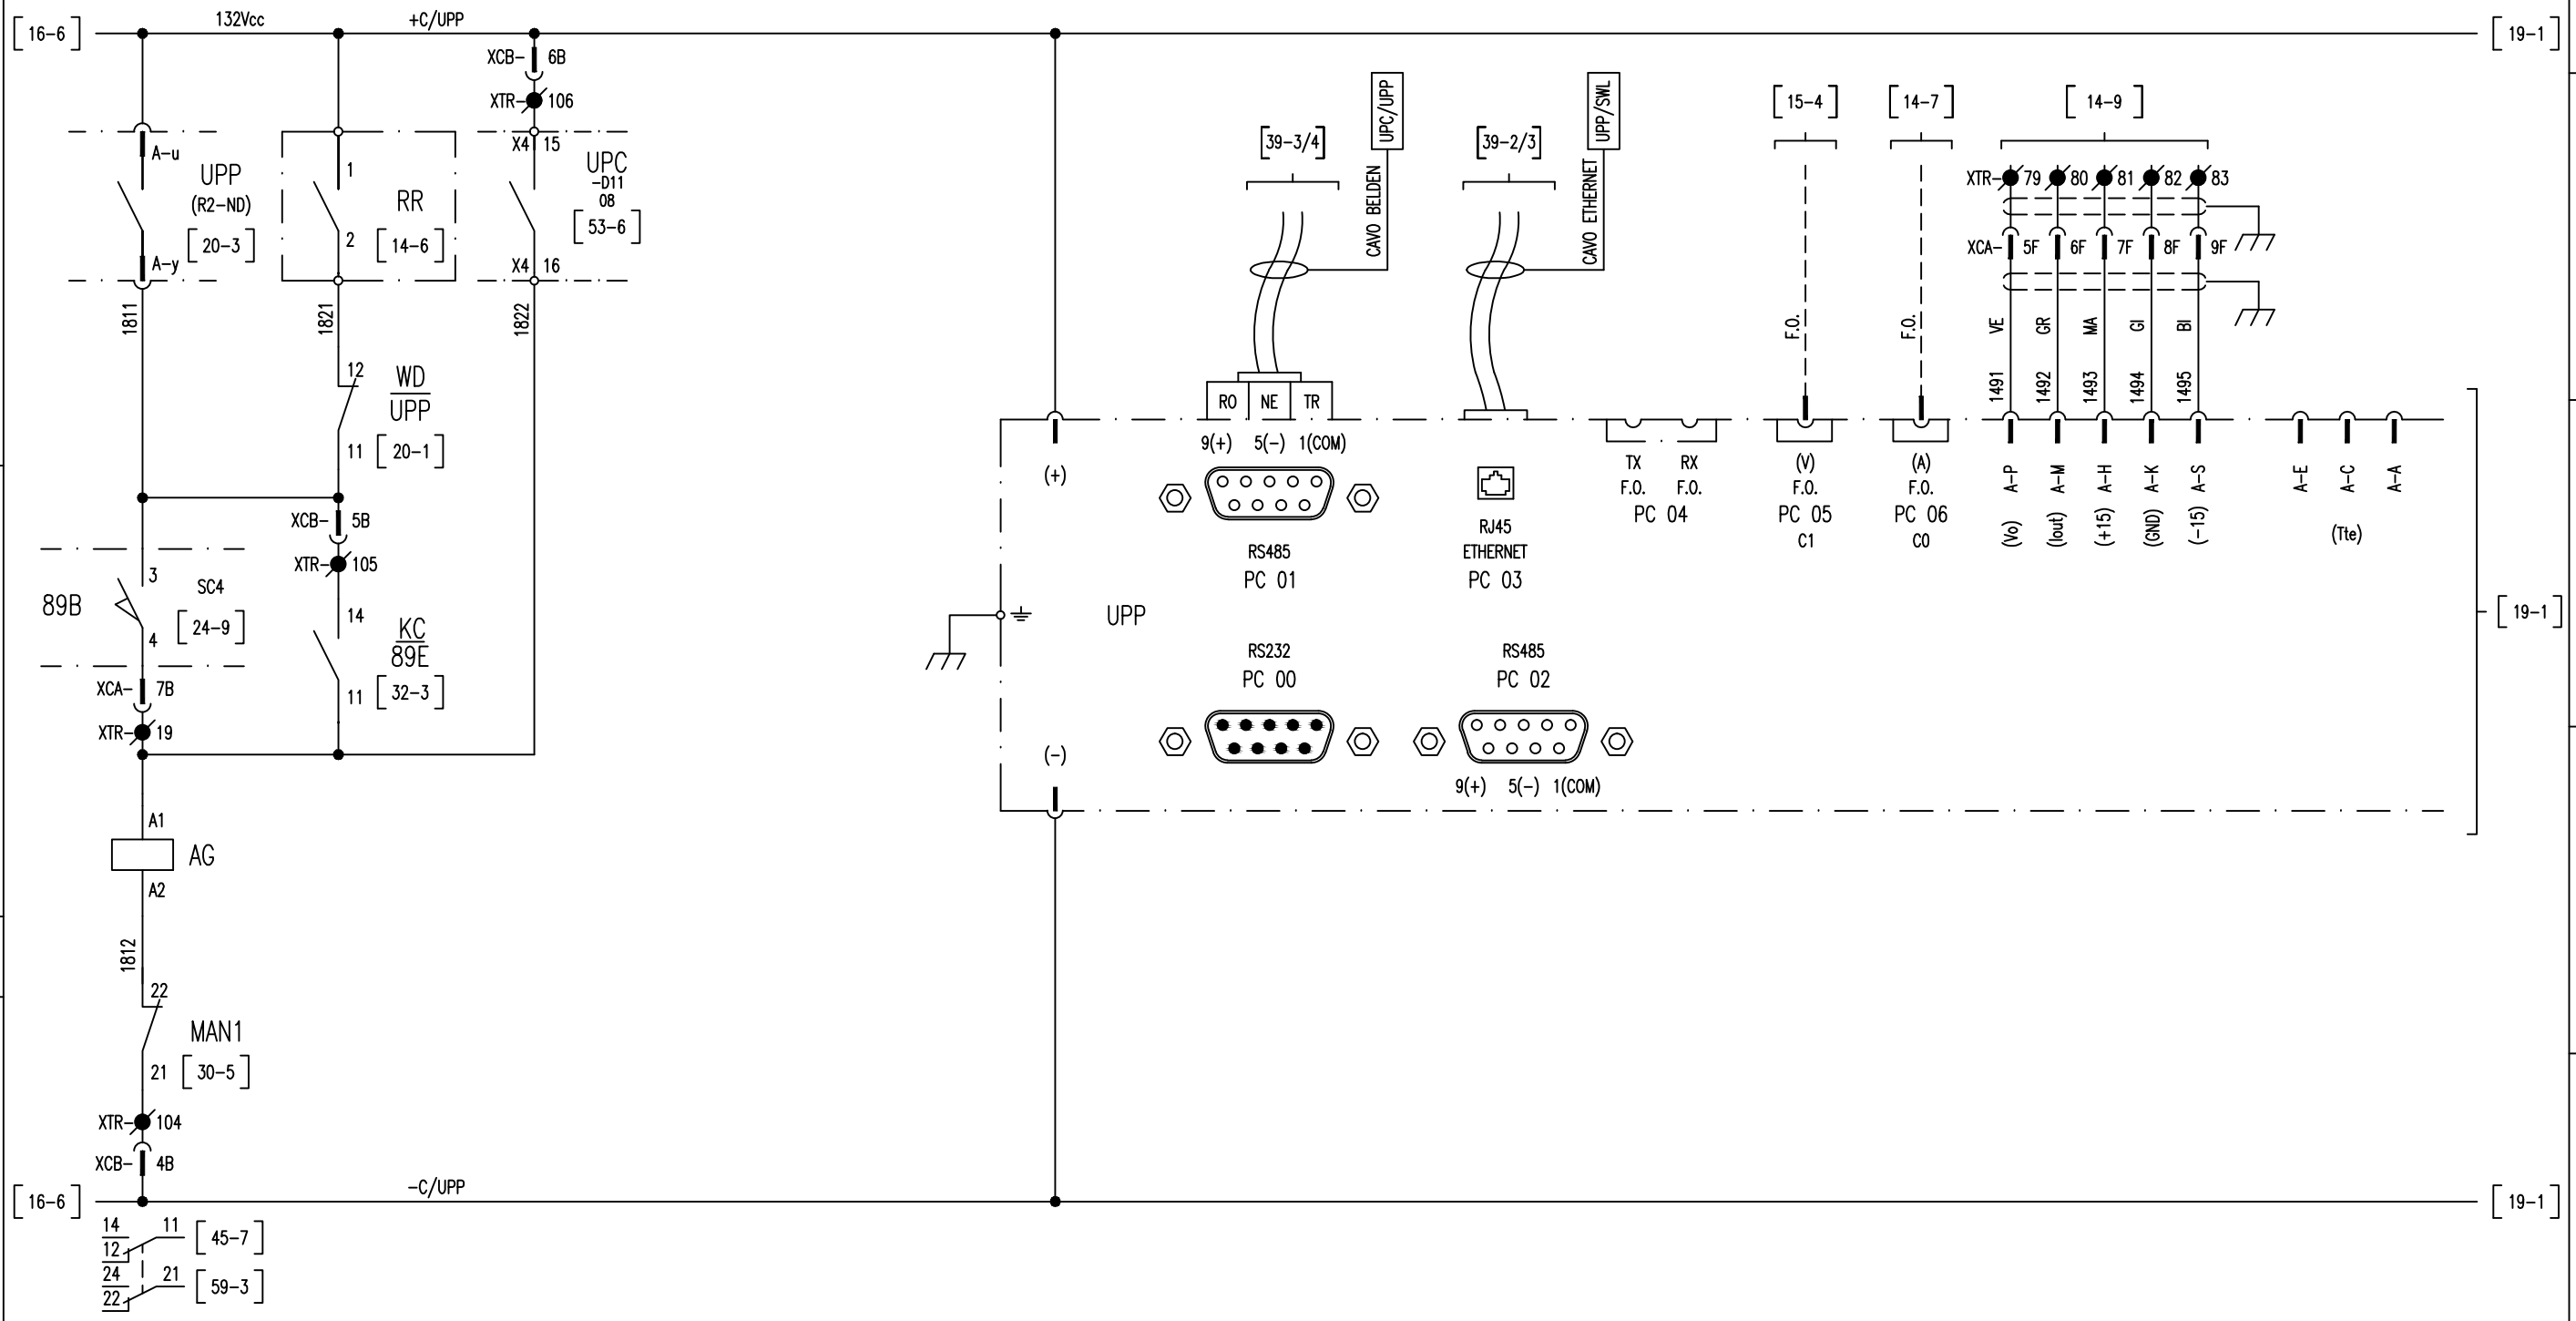 [16-6] 132Vcc +C/UPP [19-1]
XCB- 6B
XTR- 106
A-u
UPP
(R2-ND)
[20-3]
A-y
1811
1
RR
2
[14-6]
1821
X4 15
UPC
-D11
08
[53-6]
X4 16
1822
12
WD
UPP
11
[20-1]
XCB- 5B
XTR- 105
3
SC4
89B
[24-9]
4
14
KC
89E
11
[32-3]
XCA- 7B
XTR- 19
A1
AG
A2
1812
22
MAN1
21
[30-5]
XTR- 104
XCB- 4B
[16-6] -C/UPP [19-1]
14 11 [45-7]
12
24 21 [59-3]
22
[39-3/4]
UPC/UPP
CAVO BELDEN
[39-2/3]
UPP/SWL
CAVO ETHERNET
[15-4]
F.O.
[14-7]
F.O.
[14-9]
XTR- 79 80 81 82 83
XCA- 5F 6F 7F 8F 9F
VE GR MA GI BI
1491 1492 1493 1494 1495
RO NE TR
9(+) 5(-) 1(COM)
RS485
PC 01
RJ45
ETHERNET
PC 03
TX RX
F.O. F.O.
PC 04
(V)
F.O.
PC 05
C1
(A)
F.O.
PC 06
C0
A-P A-M A-H A-K A-S
(Vo) (Iout) (+15) (GND) (-15)
A-E A-C A-A
(Tte)
(+)
UPP
[19-1]
RS232
PC 00
RS485
PC 02
9(+) 5(-) 1(COM)
(-)